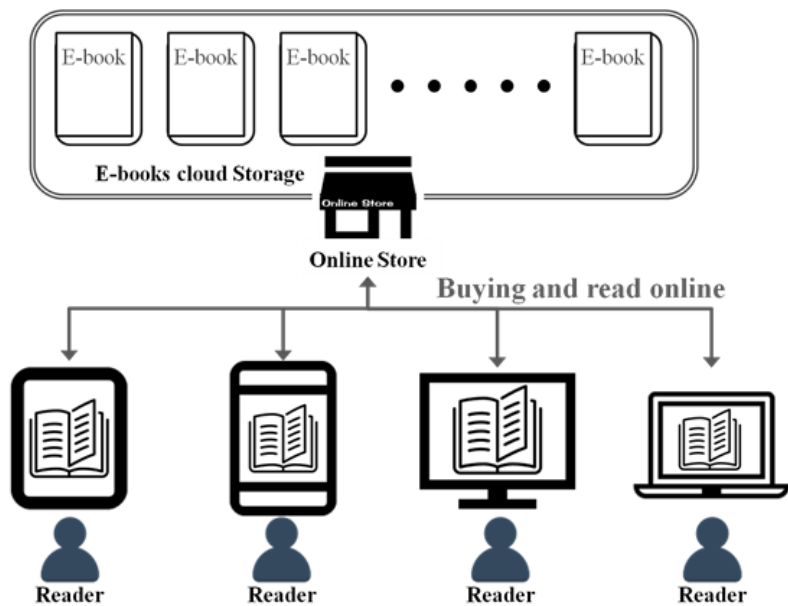 E-book
E-book
E-book
E-book
E-books cloud Storage
Online Store
Online Store
Buying and read online
Reader
Reader
Reader
Reader